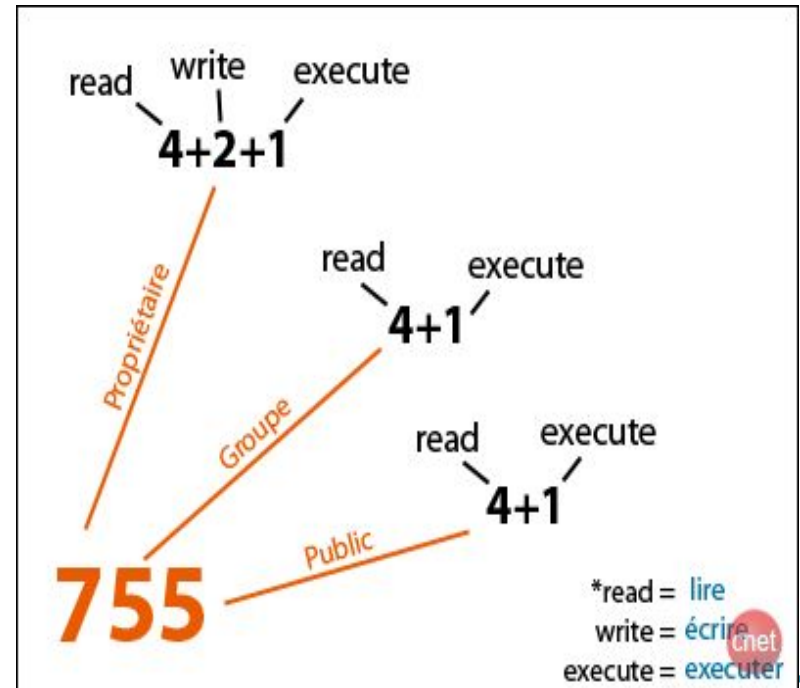 read write execute
4+2+1
Propriétaire
read execute
4+1
Groupe
read execute
4+1
Public
755
*read = lire
write = écrire
execute = executer
cnet